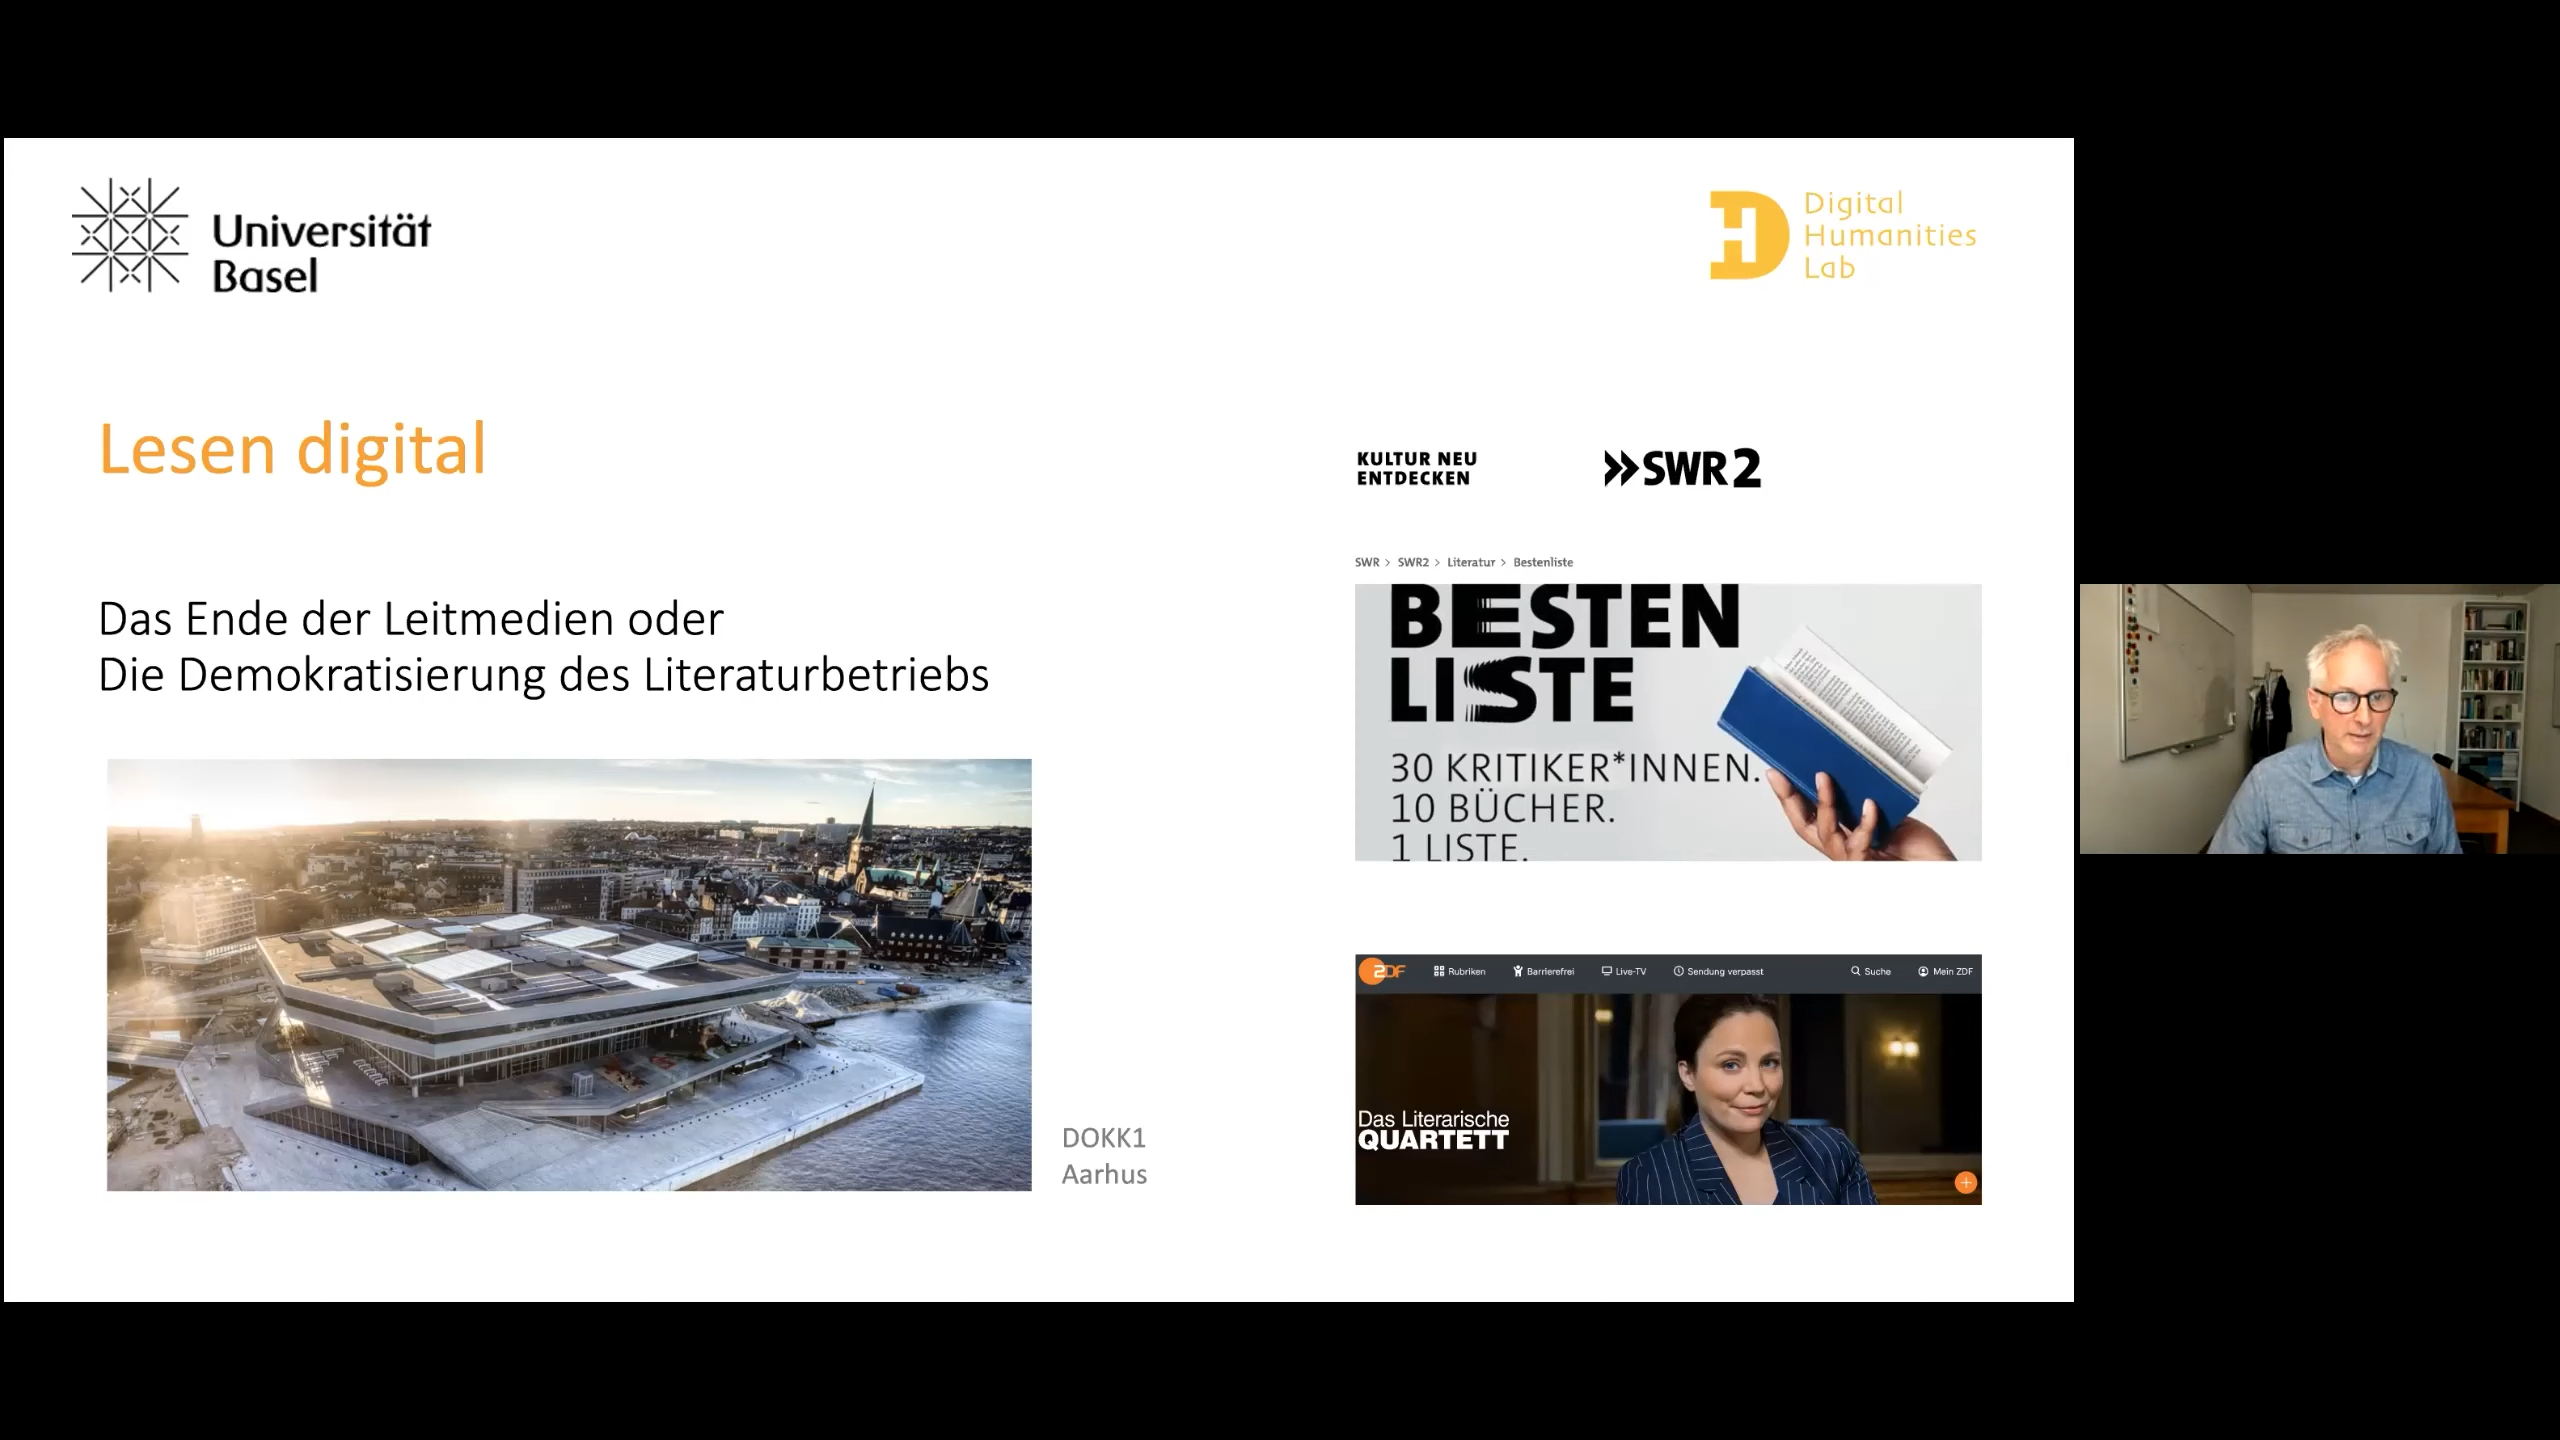 Universität
Basel
Digital
Humanities
Lab
Lesen digital
Das Ende der Leitmedien oder
Die Demokratisierung des Literaturbetriebs
DOKK1
Aarhus
KULTUR NEU
ENTDECKEN
SWR2
SWR > SWR2 > Literatur > Bestenliste
BESTEN
LISTE
30 KRITIKER*INNEN.
10 BÜCHER.
1 LISTE.
ZDF Rubriken Barrierefrei Live-TV Sendung verpasst Suche Mein ZDF
Das Literarische
QUARTETT